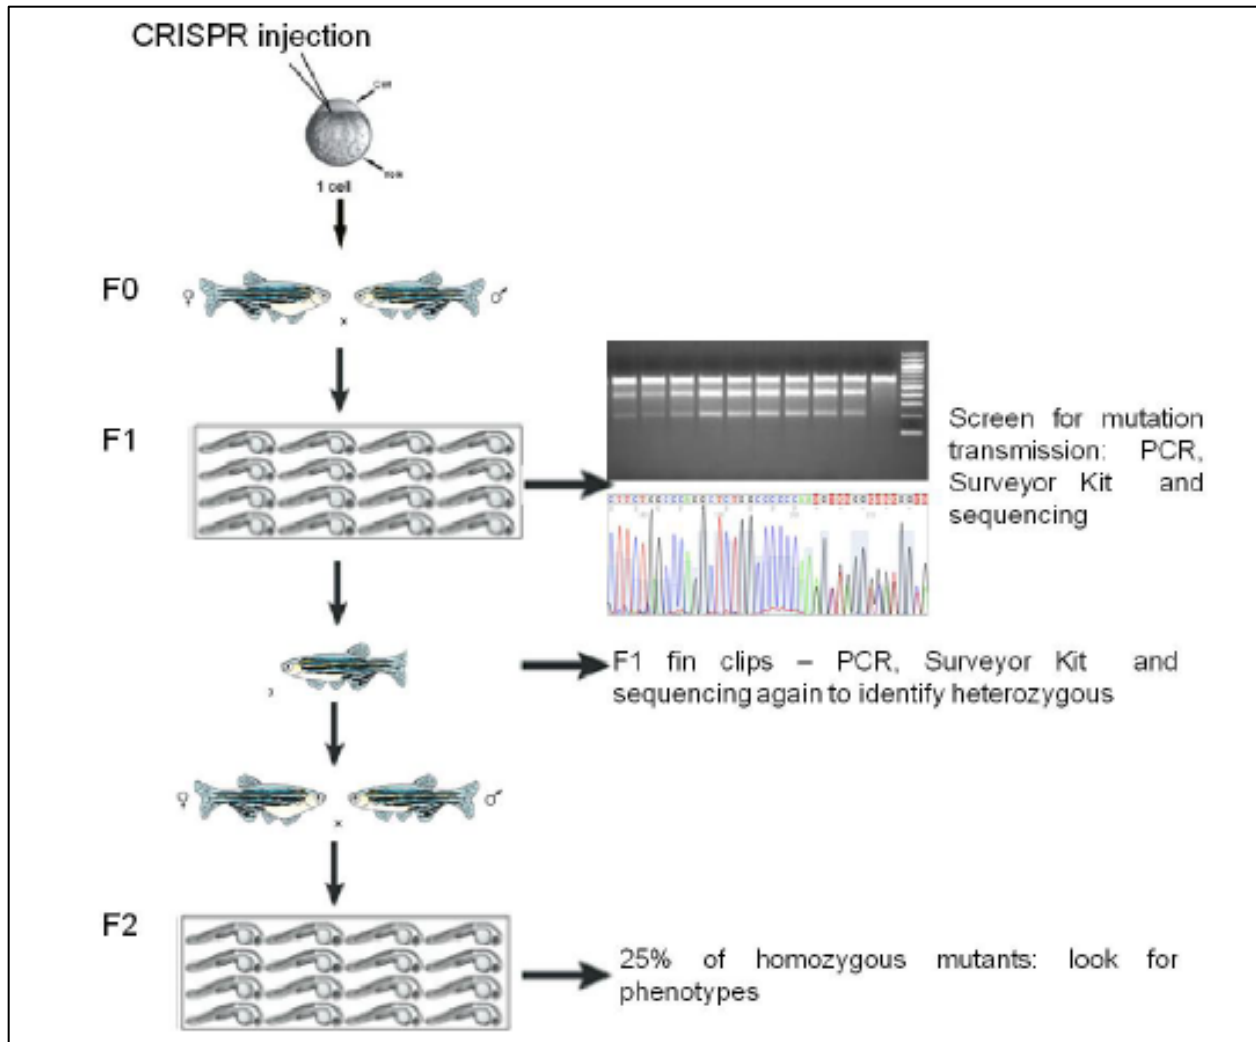 CRISPR injection
1 cell
F0
♀ ♂
x
F1
Screen for mutation
transmission: PCR,
Surveyor Kit and
sequencing
F1 fin clips – PCR, Surveyor Kit and
sequencing again to identify heterozygous
♀ ♂
x
F2
25% of homozygous mutants: look for
phenotypes